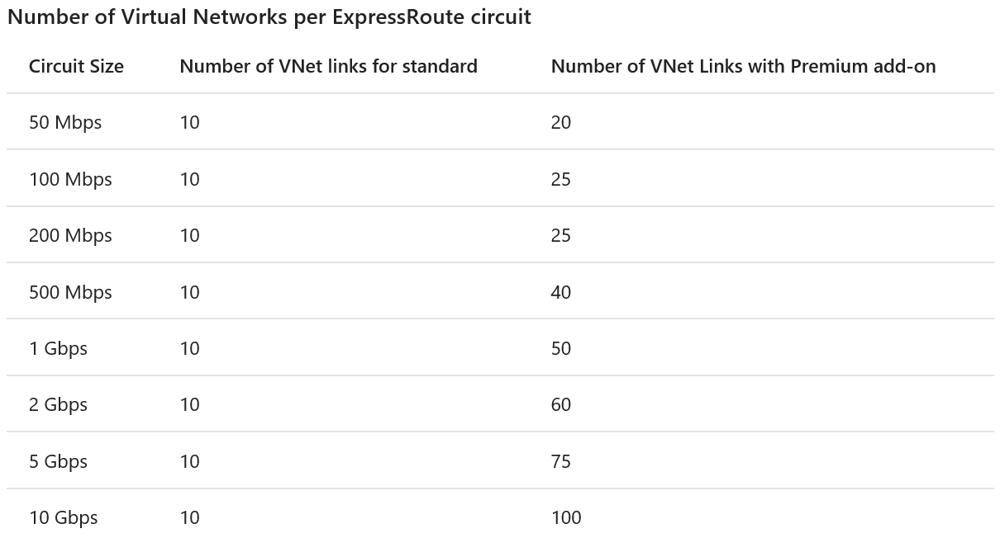 Number of Virtual Networks per ExpressRoute circuit
Circuit Size Number of VNet links for standard Number of VNet Links with Premium add-on
50 Mbps 10 20
100 Mbps 10 25
200 Mbps 10 25
500 Mbps 10 40
1 Gbps 10 50
2 Gbps 10 60
5 Gbps 10 75
10 Gbps 10 100